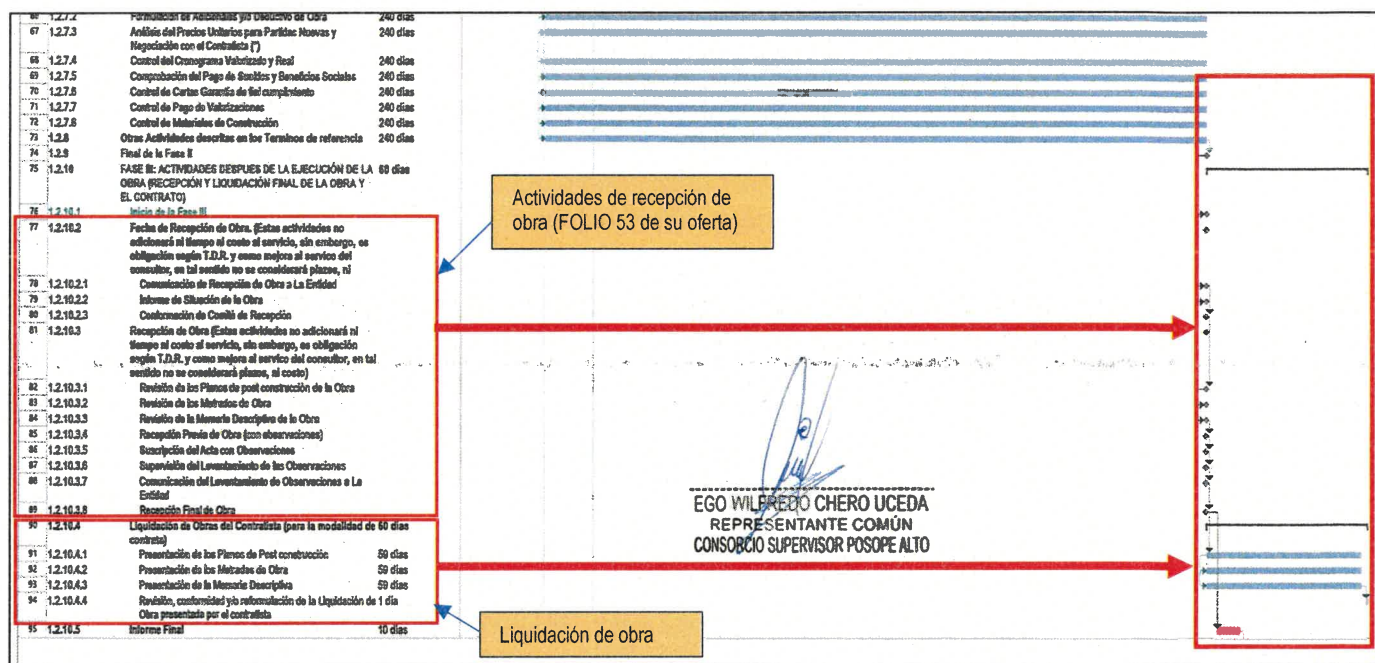 1.2.7.2 Formulación de Adicionales y/o Deductivo de Obra 240 días
67 1.2.7.3 Análisis del Precios Unitarios para Partidas Nuevas y 240 días
Negociación con el Contratista (*)
68 1.2.7.4 Control del Cronograma Valorizado y Real 240 días
69 1.2.7.5 Comprobación del Pago de Sueldos y Beneficios Sociales 240 días
70 1.2.7.6 Control de Cartas Garantía de fiel cumplimiento 240 días
71 1.2.7.7 Control de Pago de Valorizaciones 240 días
72 1.2.7.8 Control de Materiales de Construcción 240 días
73 1.2.8 Otras Actividades descritas en los Terminos de referencia 240 días
74 1.2.9 Final de la Fase II
75 1.2.10 FASE III: ACTIVIDADES DESPUES DE LA EJECUCIÓN DE LA 60 días
OBRA (RECEPCIÓN Y LIQUIDACIÓN FINAL DE LA OBRA Y
EL CONTRATO)
76 1.2.10.1 Inicio de la Fase III
Actividades de recepción de
obra (FOLIO 53 de su oferta)
77 1.2.10.2 Fecha de Recepción de Obra. (Estas actividades no
adicionará ni tiempo ni costo al servicio, sin embargo, es
obligación según T.D.R. y como mejora al servico del
consultor, en tal sentido no se considerará plazos, ni
78 1.2.10.2.1 Comunicación de Recepción de Obra a La Entidad
79 1.2.10.2.2 Informe de Situación de la Obra
80 1.2.10.2.3 Conformación de Comité de Recepción
81 1.2.10.3 Recepción de Obra (Estas actividades no adicionará ni
tiempo ni costo al servicio, sin embargo, es obligación
según T.D.R. y como mejora al servico del consultor, en tal
sentido no se considerará plazos, ni costo)
82 1.2.10.3.1 Revisión de los Planos de post construcción de la Obra
83 1.2.10.3.2 Revisión de los Metrados de Obra
84 1.2.10.3.3 Revisión de la Memoria Descriptiva de la Obra
85 1.2.10.3.4 Recepción Previa de Obra (con observaciones)
86 1.2.10.3.5 Suscripción del Acta con Observaciones
87 1.2.10.3.6 Supervisión del Levantamiento de las Observaciones
88 1.2.10.3.7 Comunicación del Levantamiento de Observaciones a La
Entidad
89 1.2.10.3.8 Recepción Final de Obra
EGO WILFREDO CHERO UCEDA
REPRESENTANTE COMÚN
CONSORCIO SUPERVISOR POSOPE ALTO
90 1.2.10.4 Liquidación de Obras del Contratista (para la modalidad de 60 días
contrato)
91 1.2.10.4.1 Presentación de los Planos de Post construcción 59 días
92 1.2.10.4.2 Presentación de los Metrados de Obra 59 días
93 1.2.10.4.3 Presentación de la Memoria Descriptiva 59 días
94 1.2.10.4.4 Revisión, conformidad y/o reformulación de la Liquidación de 1 día
Obra presentada por el contratista
95 1.2.10.5 Informe Final 10 días
Liquidación de obra